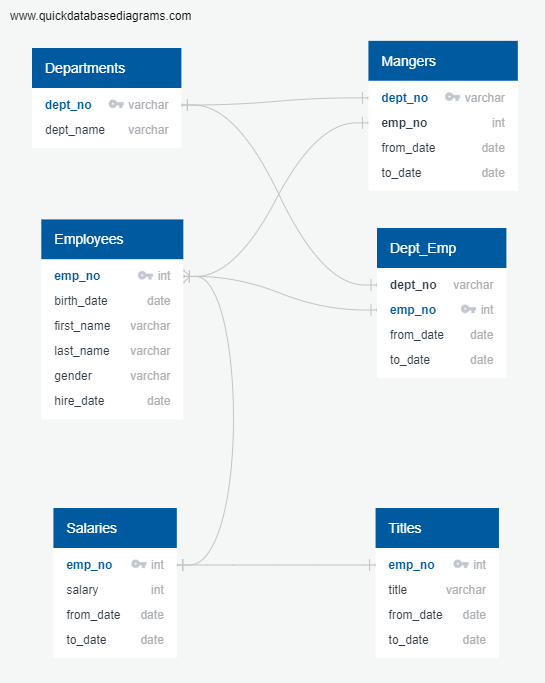 www.quickdatabasediagrams.com
Departments
dept_no varchar
dept_name varchar
Mangers
dept_no varchar
emp_no int
from_date date
to_date date
Employees
emp_no int
birth_date date
first_name varchar
last_name varchar
gender varchar
hire_date date
Dept_Emp
dept_no varchar
emp_no int
from_date date
to_date date
Salaries
emp_no int
salary int
from_date date
to_date date
Titles
emp_no int
title varchar
from_date date
to_date date